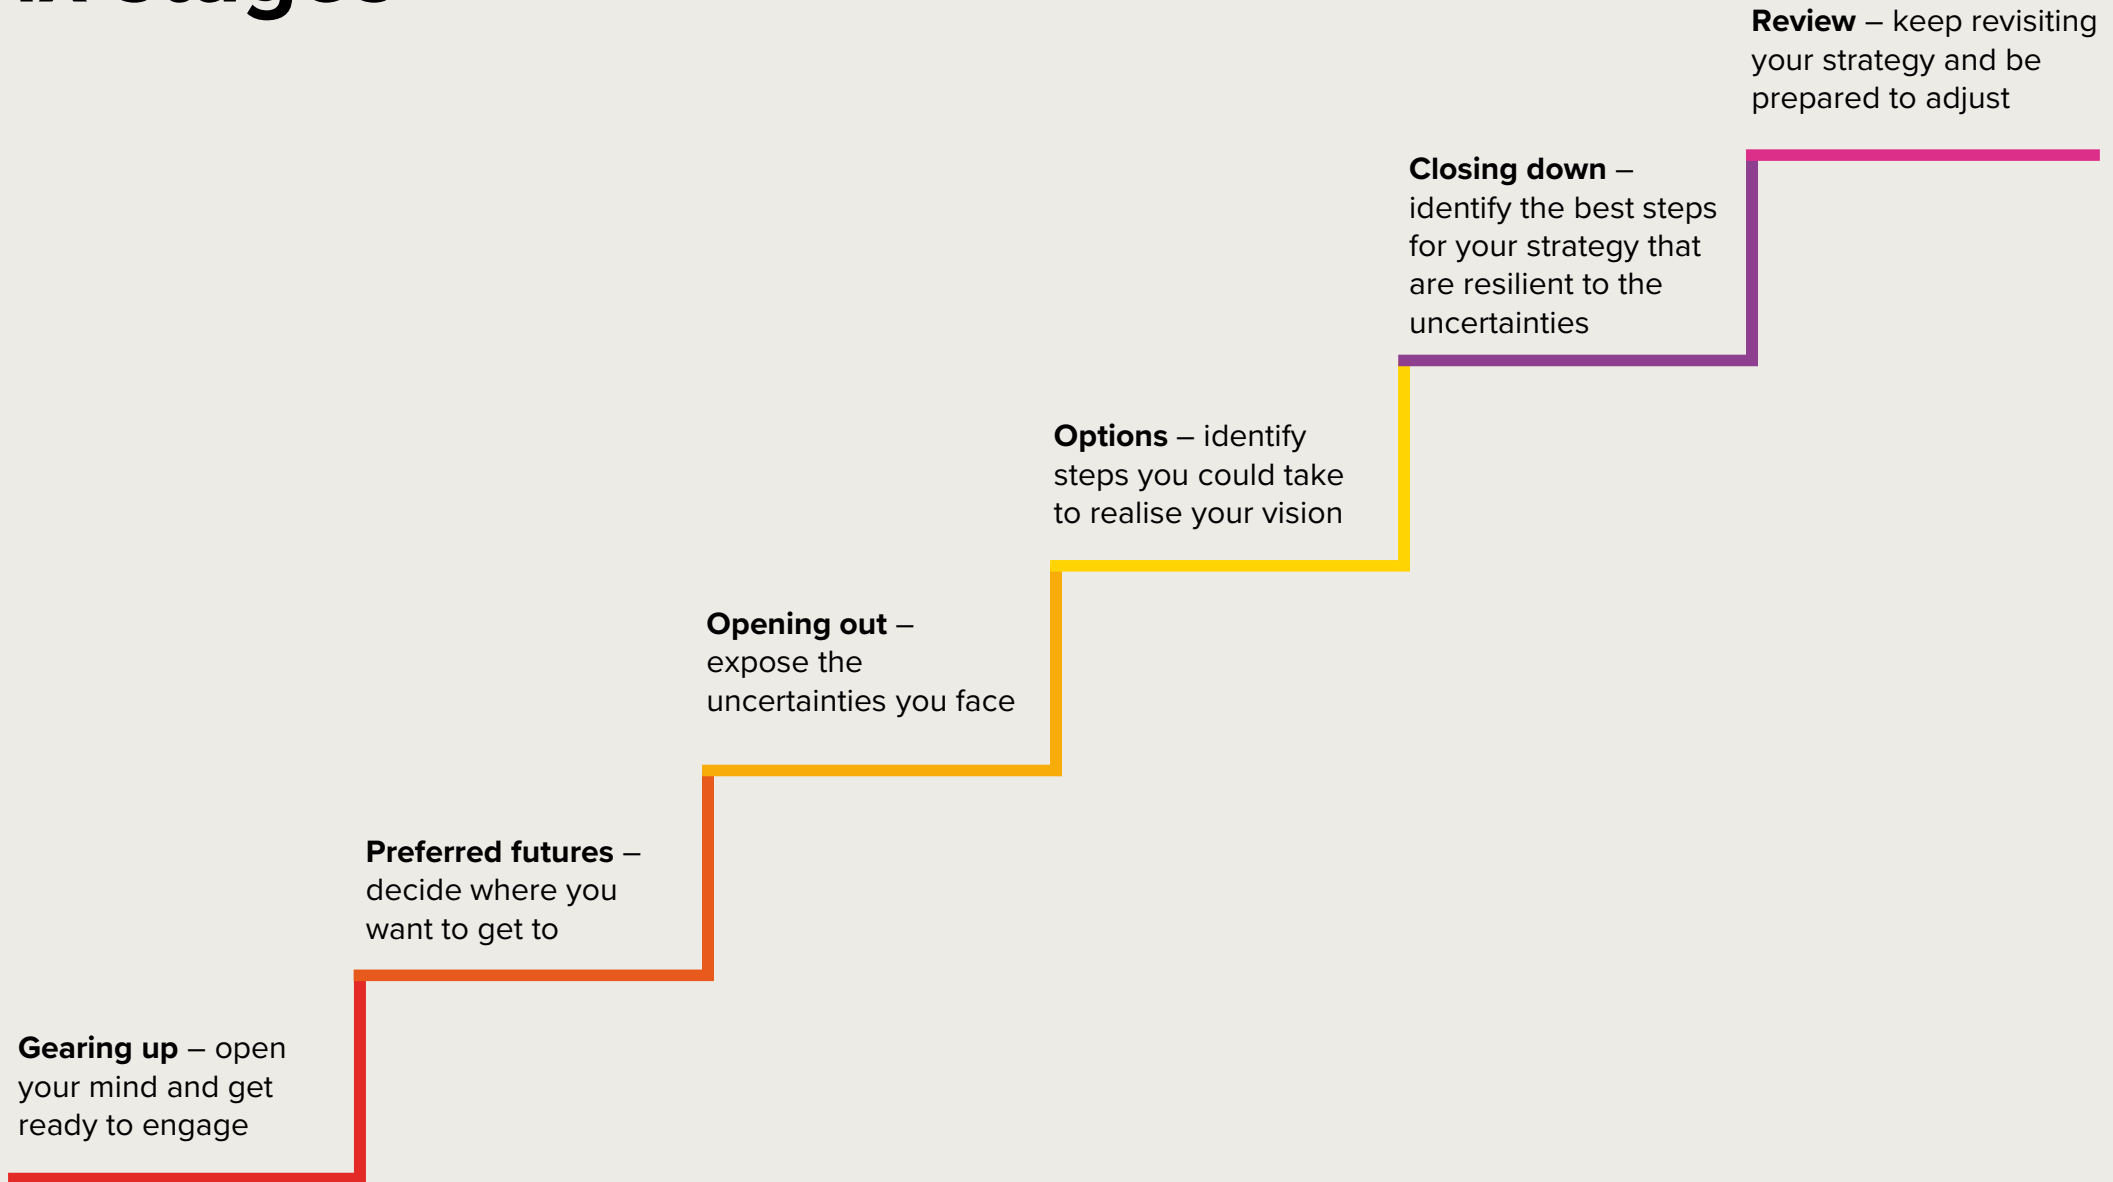 stages
Review – keep revisiting
your strategy and be
prepared to adjust
Closing down –
identify the best steps
for your strategy that
are resilient to the
uncertainties
Options – identify
steps you could take
to realise your vision
Opening out –
expose the
uncertainties you face
Preferred futures –
decide where you
want to get to
Gearing up – open
your mind and get
ready to engage